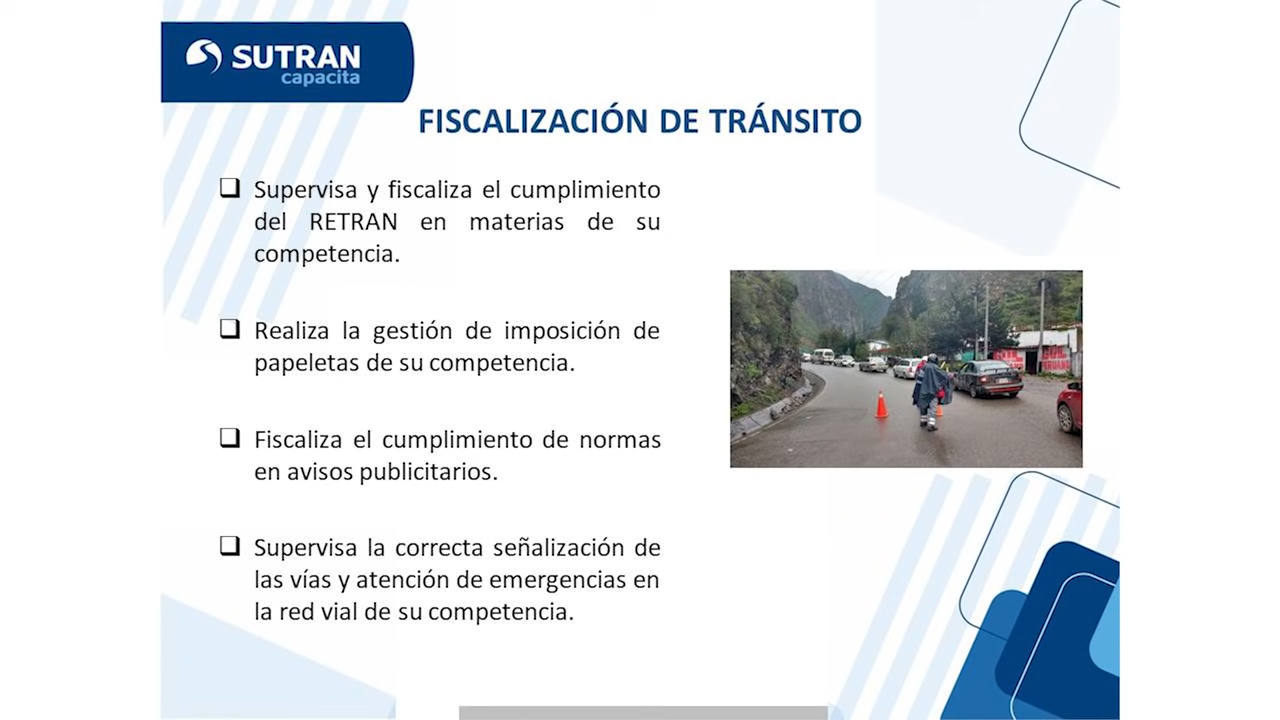 SUTRAN
capacita
FISCALIZACIÓN DE TRÁNSITO
❑ Supervisa y fiscaliza el cumplimiento
del RETRAN en materias de su
competencia.
❑ Realiza la gestión de imposición de
papeletas de su competencia.
❑ Fiscaliza el cumplimiento de normas
en avisos publicitarios.
❑ Supervisa la correcta señalización de
las vías y atención de emergencias en
la red vial de su competencia.